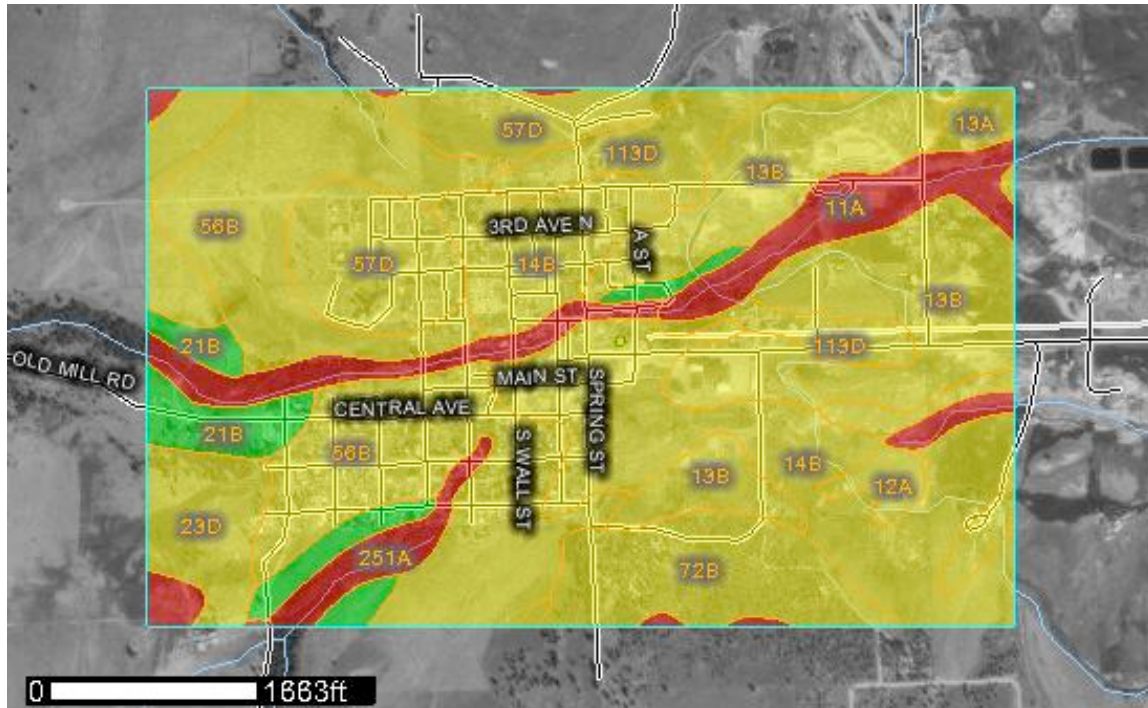 57D
13A
113D
13B
11A
56B
3RD AVE N
A ST
57D
14B
13B
21B
113D
OLD MILL RD
MAIN ST
SPRING ST
CENTRAL AVE
21B
56B
S WALL ST
13B
14B
12A
23D
251A
72B
0
1663ft